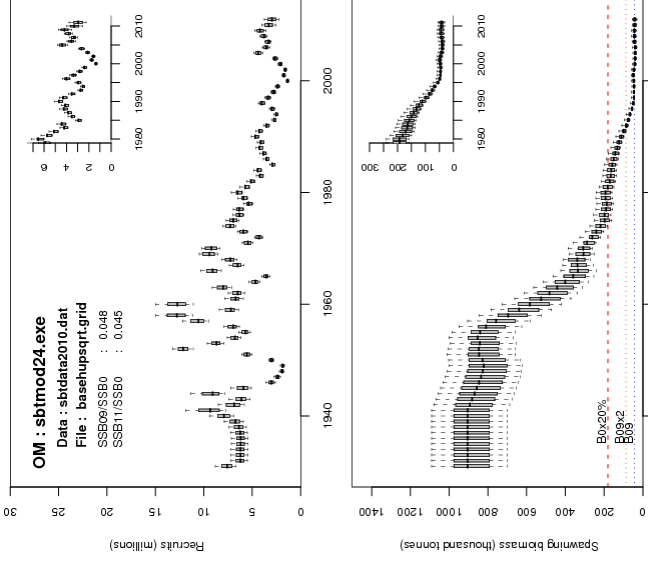 OM : sbtmod24.exe
Data : sbtdata2010.dat
File : basehupsqrt.grid
SSB09/SSB0 : 0.048
SSB11/SSB0 : 0.045
Recruits (millions)
0 5 10 15 20 25 30
1940 1960 1980 2000
0 2 4 6
1980 1990 2000 2010
Spawning biomass (thousand tonnes)
0 200 400 600 800 1000 1400
B0x20%
B09x2
B09
0 100 200 300
1980 1990 2000 2010